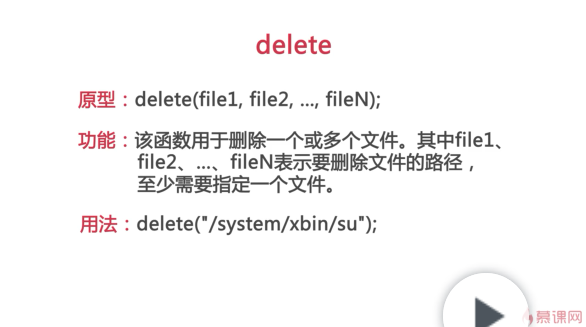 delete
原型：delete(file1, file2, ..., fileN);
功能：该函数用于删除一个或多个文件。其中file1、
file2、...、fileN表示要删除文件的路径，
至少需要指定一个文件。
用法：delete("/system/xbin/su");
慕课网